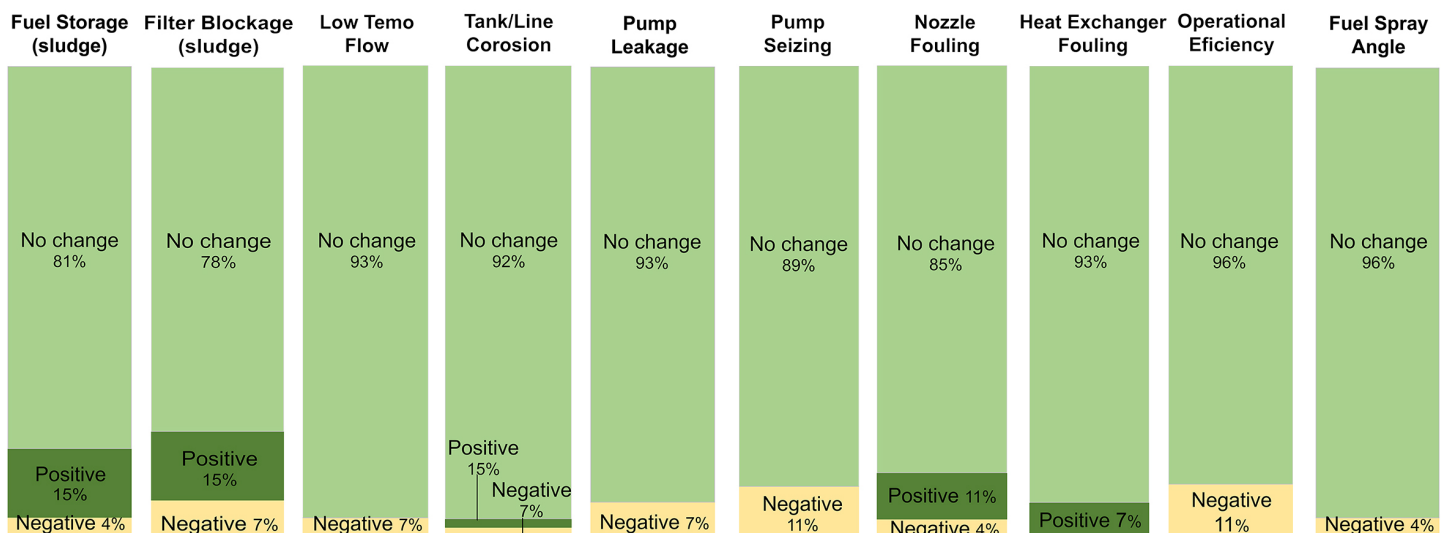 Fuel Storage
(sludge)
Filter Blockage
(sludge)
Low Temo
Flow
Tank/Line
Corosion
Pump
Leakage
Pump
Seizing
Nozzle
Fouling
Heat Exchanger
Fouling
Operational
Eficiency
Fuel Spray
Angle
No change
81%
No change
78%
No change
93%
No change
92%
No change
93%
No change
89%
No change
85%
No change
93%
No change
96%
No change
96%
Positive
15%
Negative 4%
Positive
15%
Negative 7%
Negative 7%
Positive
15%
Negative
7%
Negative 7%
Negative
11%
Positive 11%
Negative 4%
Positive 7%
Negative
11%
Negative 4%